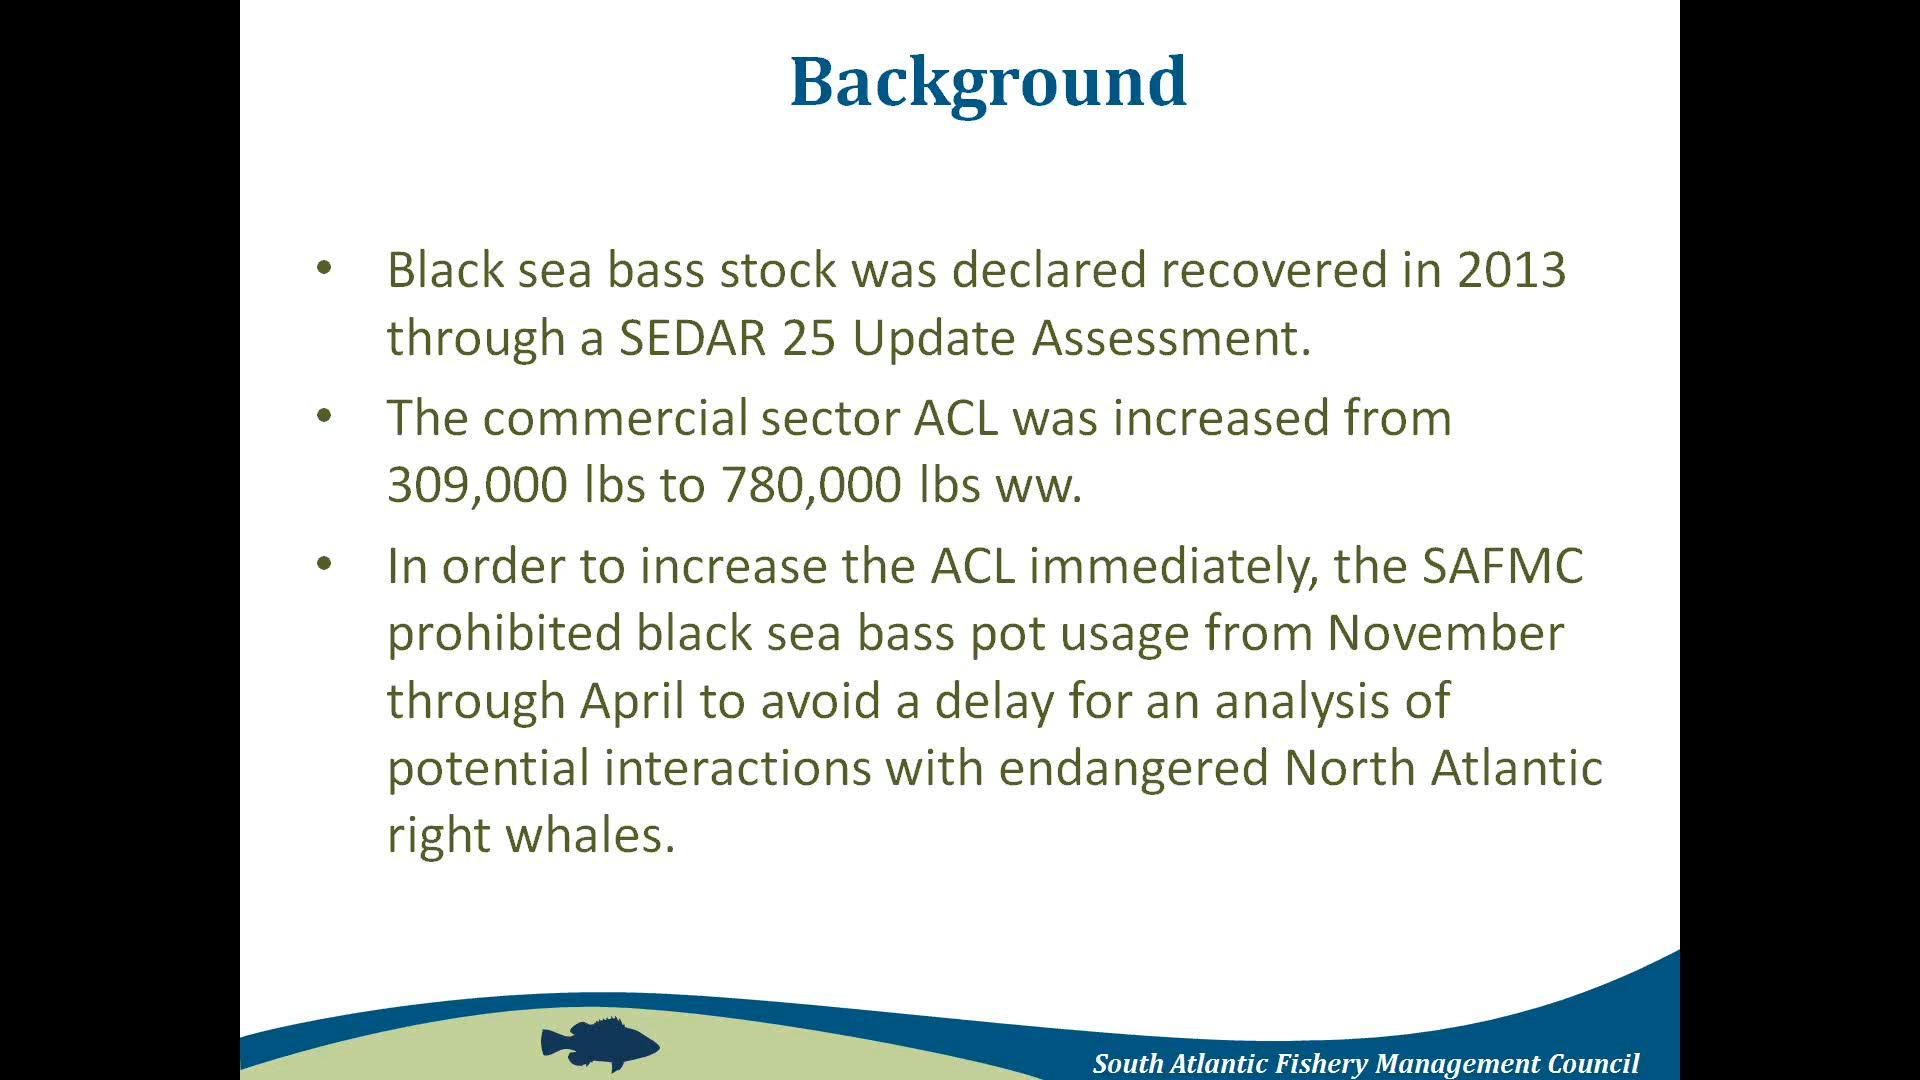 Background
• Black sea bass stock was declared recovered in 2013
through a SEDAR 25 Update Assessment.
• The commercial sector ACL was increased from
309,000 lbs to 780,000 lbs ww.
• In order to increase the ACL immediately, the SAFMC
prohibited black sea bass pot usage from November
through April to avoid a delay for an analysis of
potential interactions with endangered North Atlantic
right whales.
South Atlantic Fishery Management Council